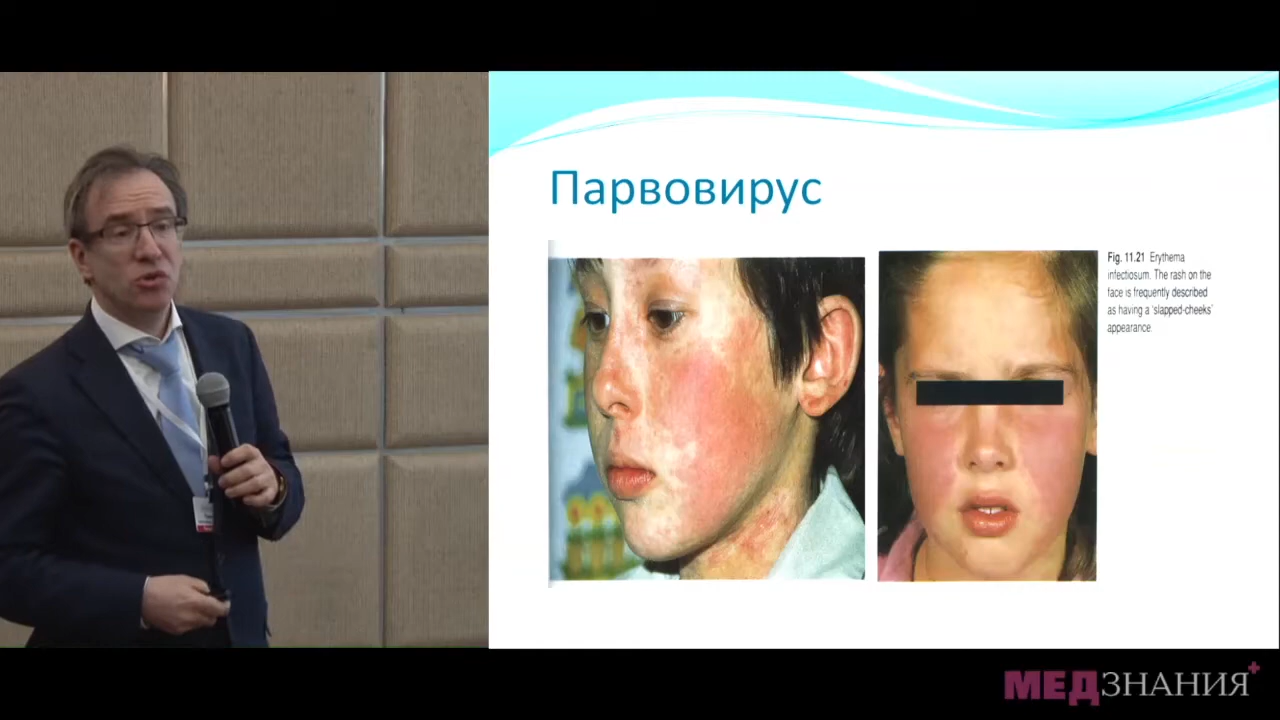 Парвовирус
Fig. 11.21 Erythema
infectiosum. The rash on the
face is frequently described
as having a 'slapped-cheeks'
appearance.
МЕДЗНАНИЯ+